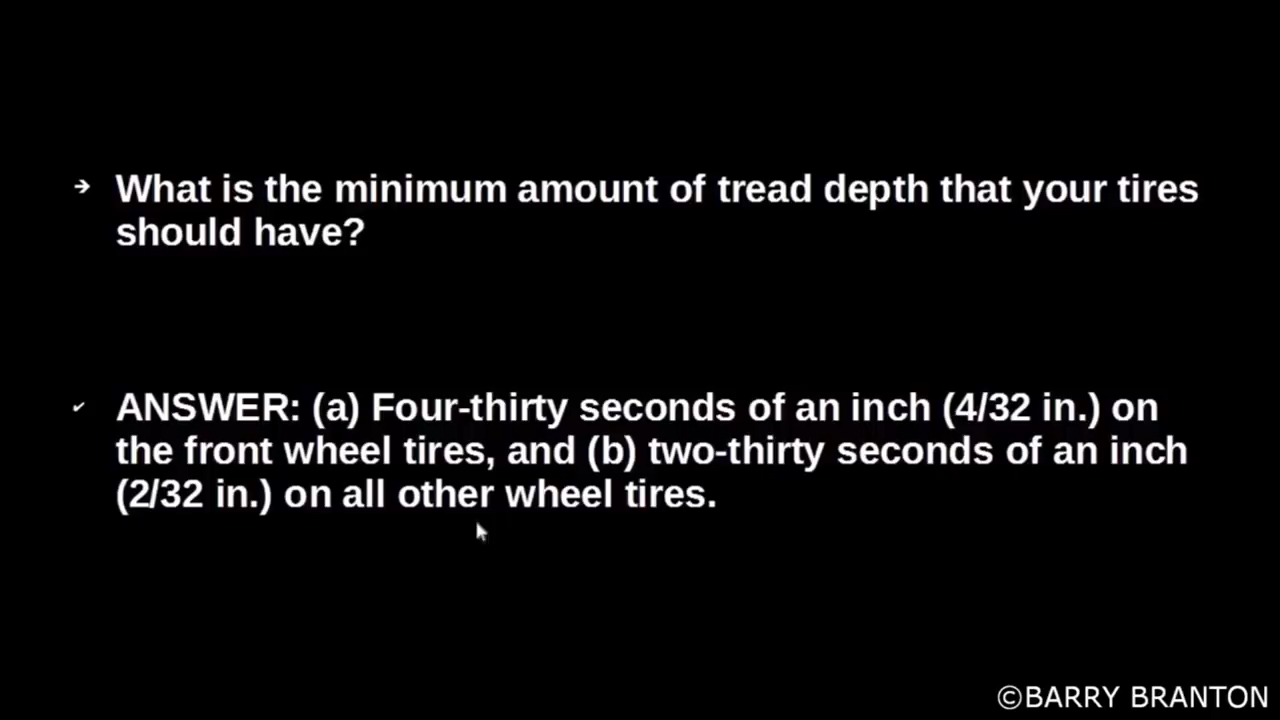 ➔ What is the minimum amount of tread depth that your tires
should have?
✔ ANSWER: (a) Four-thirty seconds of an inch (4/32 in.) on
the front wheel tires, and (b) two-thirty seconds of an inch
(2/32 in.) on all other wheel tires.
©BARRY BRANTON